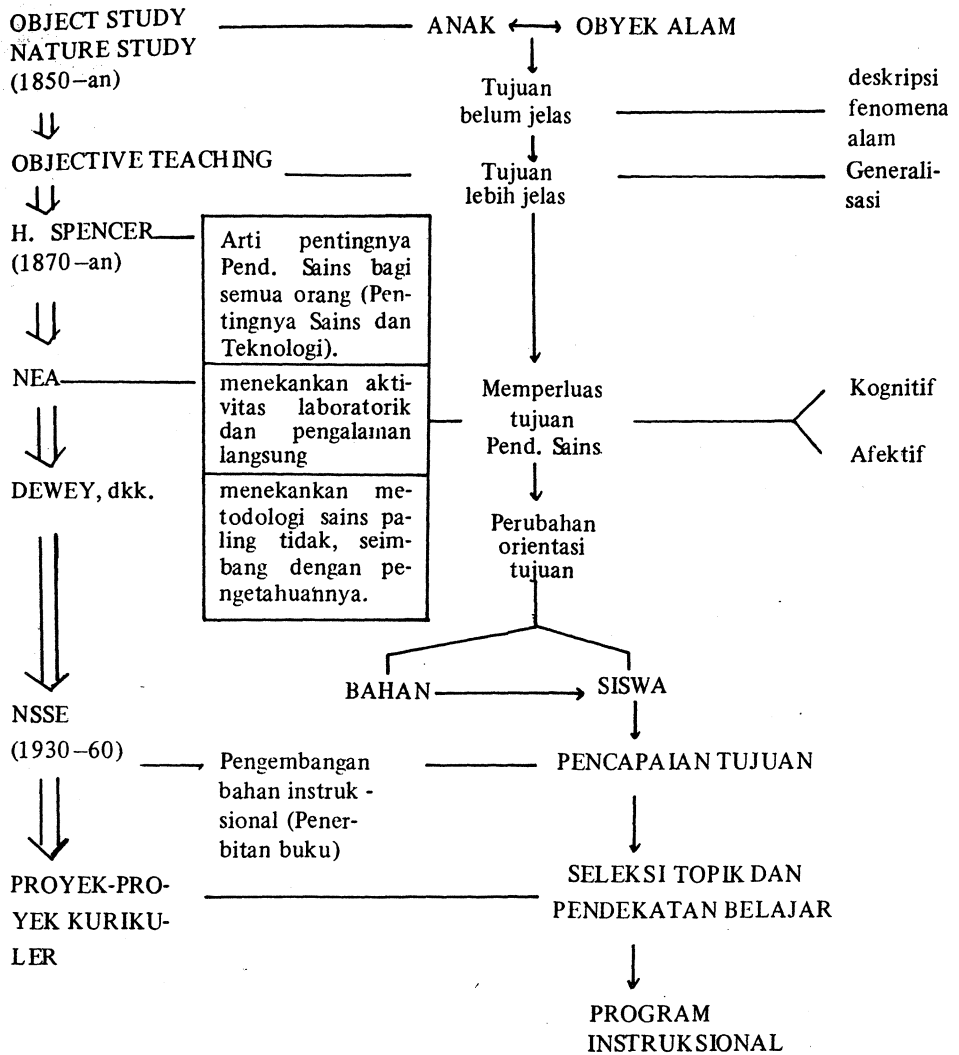 OBJECT STUDY
NATURE STUDY
(1850–an)
ANAK
OBYEK ALAM
Tujuan
belum jelas
deskripsi
fenomena
alam
OBJECTIVE TEACHING
Tujuan
lebih jelas
Generali-
sasi
H. SPENCER
(1870–an)
Arti pentingnya
Pend. Sains bagi
semua orang (Pen-
tingnya Sains dan
Teknologi).
NEA
menekankan akti-
vitas laboratorik
dan pengalaman
langsung
Memperluas
tujuan
Pend. Sains
Kognitif
Afektif
DEWEY, dkk.
menekankan me-
todologi sains pa-
ling tidak, seim-
bang dengan pe-
ngetahuannya.
Perubahan
orientasi
tujuan
BAHAN
SISWA
NSSE
(1930–60)
Pengembangan
bahan instruk -
sional (Pener-
bitan buku)
PENCAPAIAN TUJUAN
PROYEK-PRO-
YEK KURIKU-
LER
SELEKSI TOPIK DAN
PENDEKATAN BELAJAR
PROGRAM
INSTRUKSIONAL